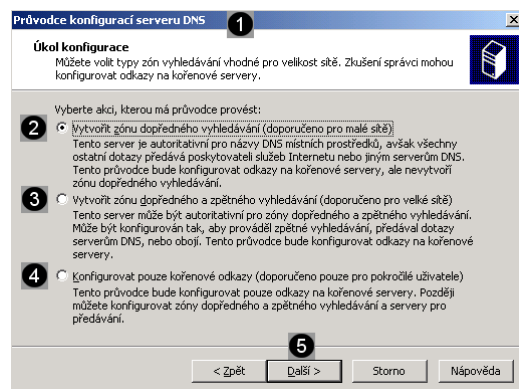 Průvodce konfigurací serveru DNS
1
Úkol konfigurace
Můžete volit typy zón vyhledávání vhodné pro velikost sítě. Zkušení správci mohou
konfigurovat odkazy na kořenové servery.
Vyberte akci, kterou má průvodce provést:
2 Vytvořit zónu dopředného vyhledávání (doporučeno pro malé sítě)
Tento server je autoritativní pro názvy DNS místních prostředků, avšak všechny
ostatní dotazy předává poskytovateli služeb Internetu nebo jiným serverům DNS.
Tento průvodce bude konfigurovat odkazy na kořenové servery, ale nevytvoří
zónu dopředného vyhledávání.
3 Vytvořit zónu dopředného a zpětného vyhledávání (doporučeno pro velké sítě)
Tento server může být autoritativní pro zóny dopředného a zpětného vyhledávání.
Může být konfigurován tak, aby prováděl zpětné vyhledávání, předával dotazy
serverům DNS, nebo obojí. Tento průvodce bude konfigurovat odkazy na kořenové
servery.
4 Konfigurovat pouze kořenové odkazy (doporučeno pouze pro pokročilé uživatele)
Tento průvodce bude konfigurovat pouze odkazy na kořenové servery. Později
můžete konfigurovat zóny dopředného a zpětného vyhledávání a servery pro
předávání.
5
< Zpět Další > Storno Nápověda